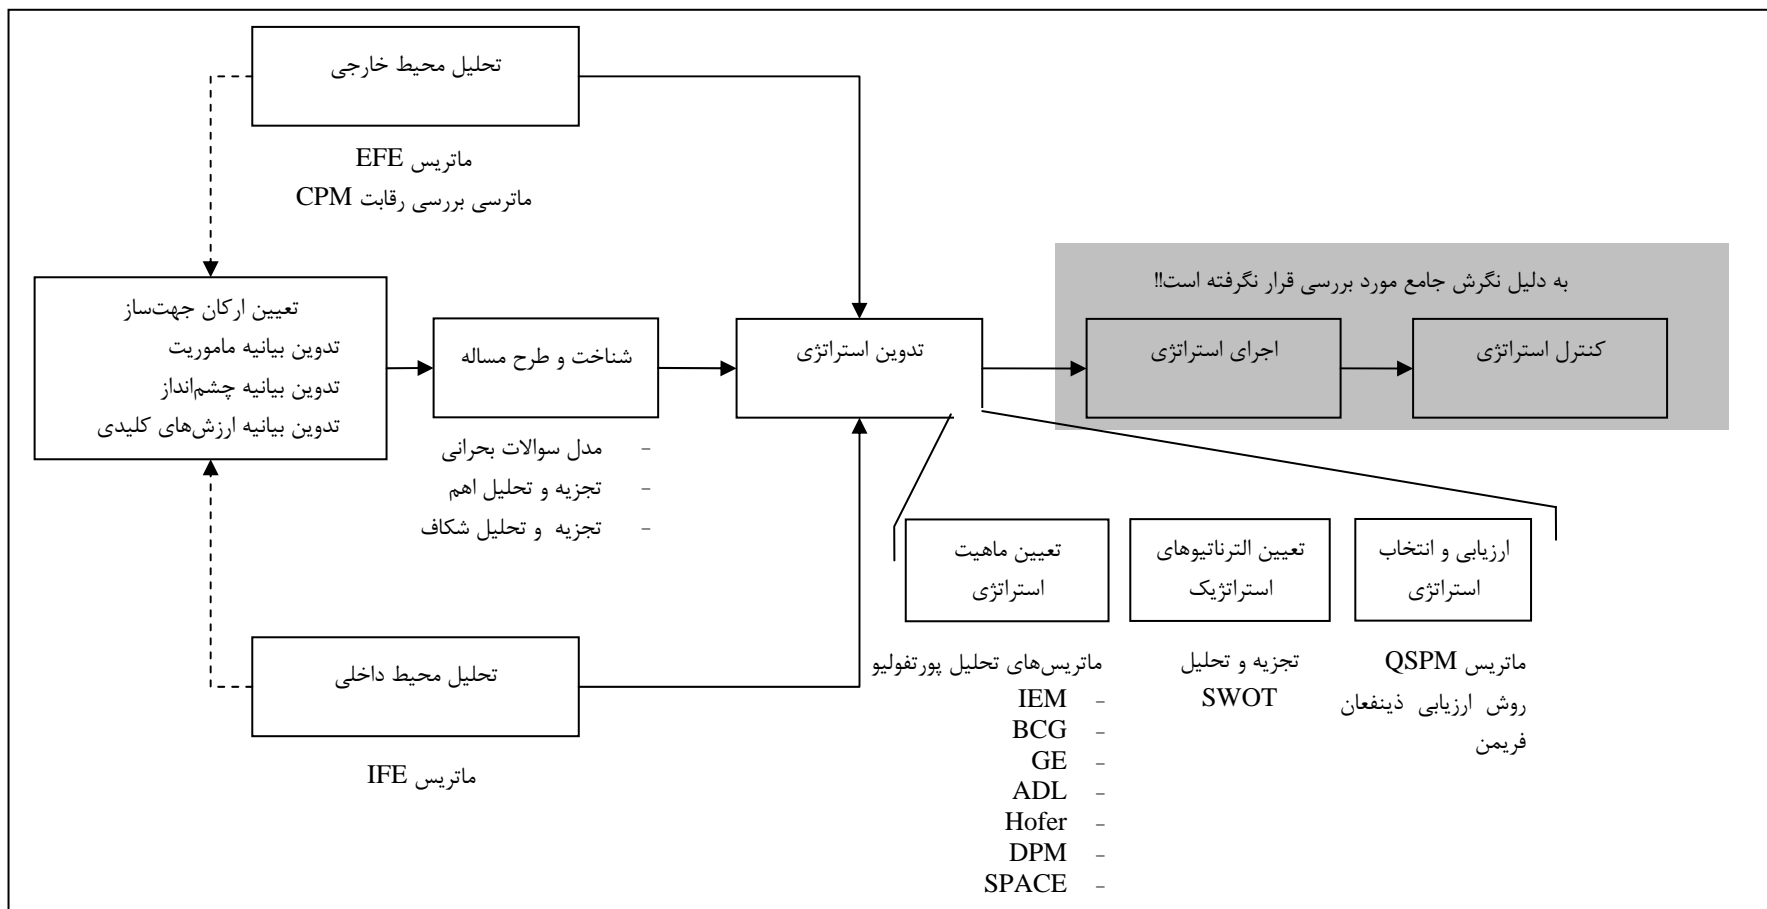 تحلیل محیط خارجی
ماتریس EFE
ماترسی بررسی رقابت CPM
تعیین ارکان جهت‌ساز
تدوین بیانیه ماموریت
تدوین بیانیه چشم‌انداز
تدوین بیانیه ارزش‌های کلیدی
شناخت و طرح مساله
- مدل سوالات بحرانی
- تجزیه و تحلیل اهم
- تجزیه و تحلیل شکاف
تدوین استراتژی
به دلیل نگرش جامع مورد بررسی قرار نگرفته است!!
اجرای استراتژی
کنترل استراتژی
تحلیل محیط داخلی
ماتریس IFE
تعیین ماهیت
استراتژی
ماتریس‌های تحلیل پورتفولیو
- IEM
- BCG
- GE
- ADL
- Hofer
- DPM
- SPACE
تعیین الترناتیوهای
استراتژیک
تجزیه و تحلیل
SWOT
ارزیابی و انتخاب
استراتژی
ماتریس QSPM
روش ارزیابی ذینفعان
فریمن